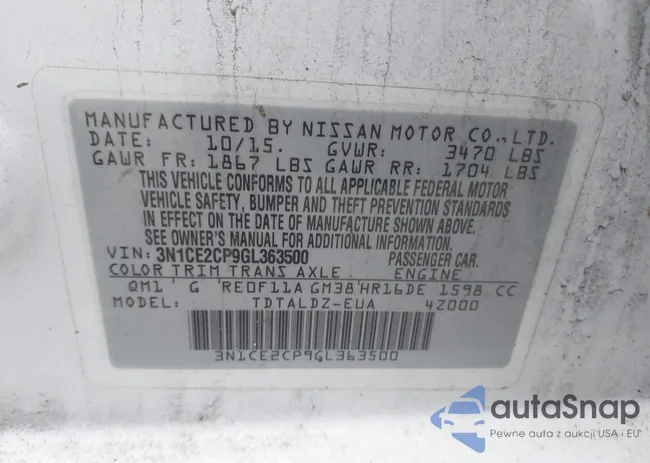 MANUFACTURED BY NISSAN MOTOR CO., LTD.
DATE: 10/15. GVWR: 3470 LBS
GAWR FR: 1867 LBS GAWR RR: 1704 LBS
THIS VEHICLE CONFORMS TO ALL APPLICABLE FEDERAL MOTOR
VEHICLE SAFETY, BUMPER AND THEFT PREVENTION STANDARDS
IN EFFECT ON THE DATE OF MANUFACTURE SHOWN ABOVE.
SEE OWNER'S MANUAL FOR ADDITIONAL INFORMATION.
VIN: 3N1CE2CP9GL363500 PASSENGER CAR.
COLOR TRIM TRANS AXLE ENGINE
QM1 G RE0F11A GM38 HR16DE 1598 CC
MODEL: TDTALDZ-EUA 4Z000
3N1CE2CP9GL363500
autoSnap
Pewne auta z aukcji USA i EU